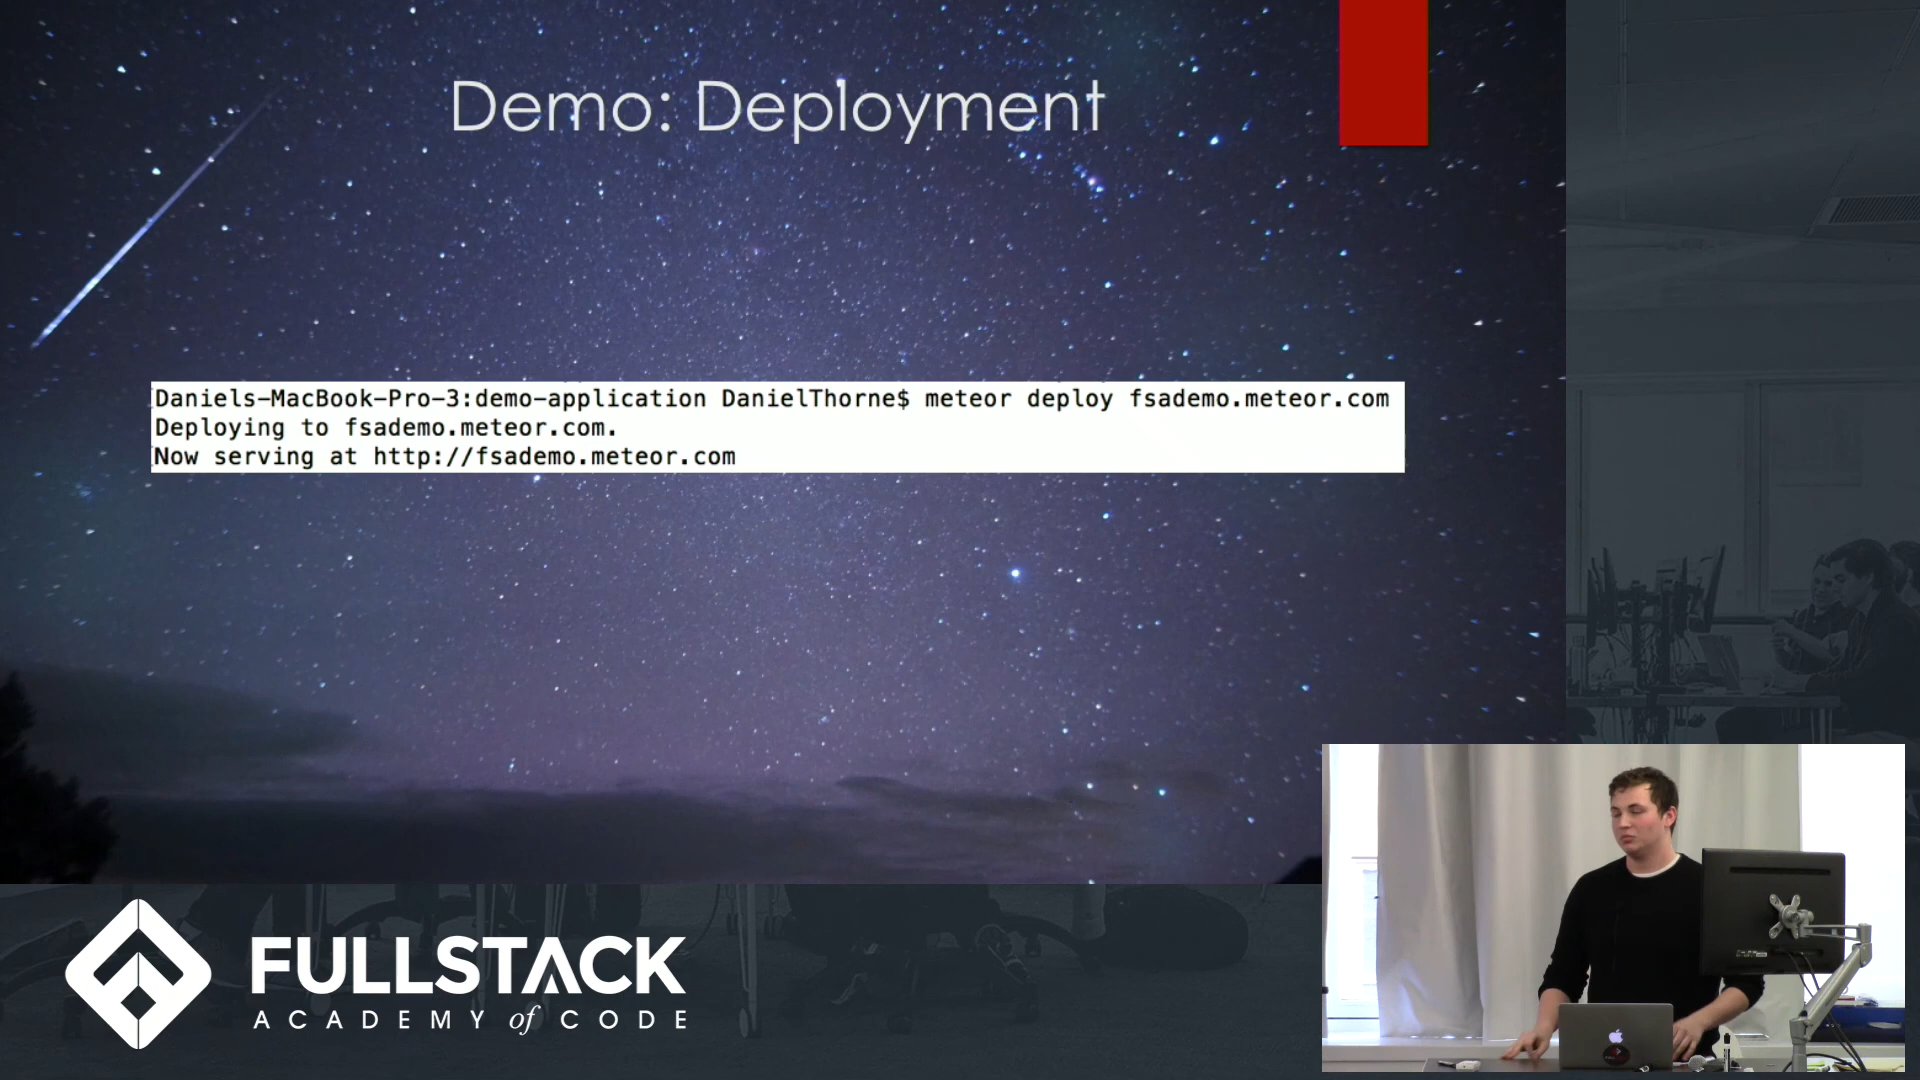 Demo: Deployment
Daniels-MacBook-Pro-3:demo-application DanielThorne$ meteor deploy fsademo.meteor.com
Deploying to fsademo.meteor.com.
Now serving at http://fsademo.meteor.com
FULLSTACK
ACADEMY of CODE